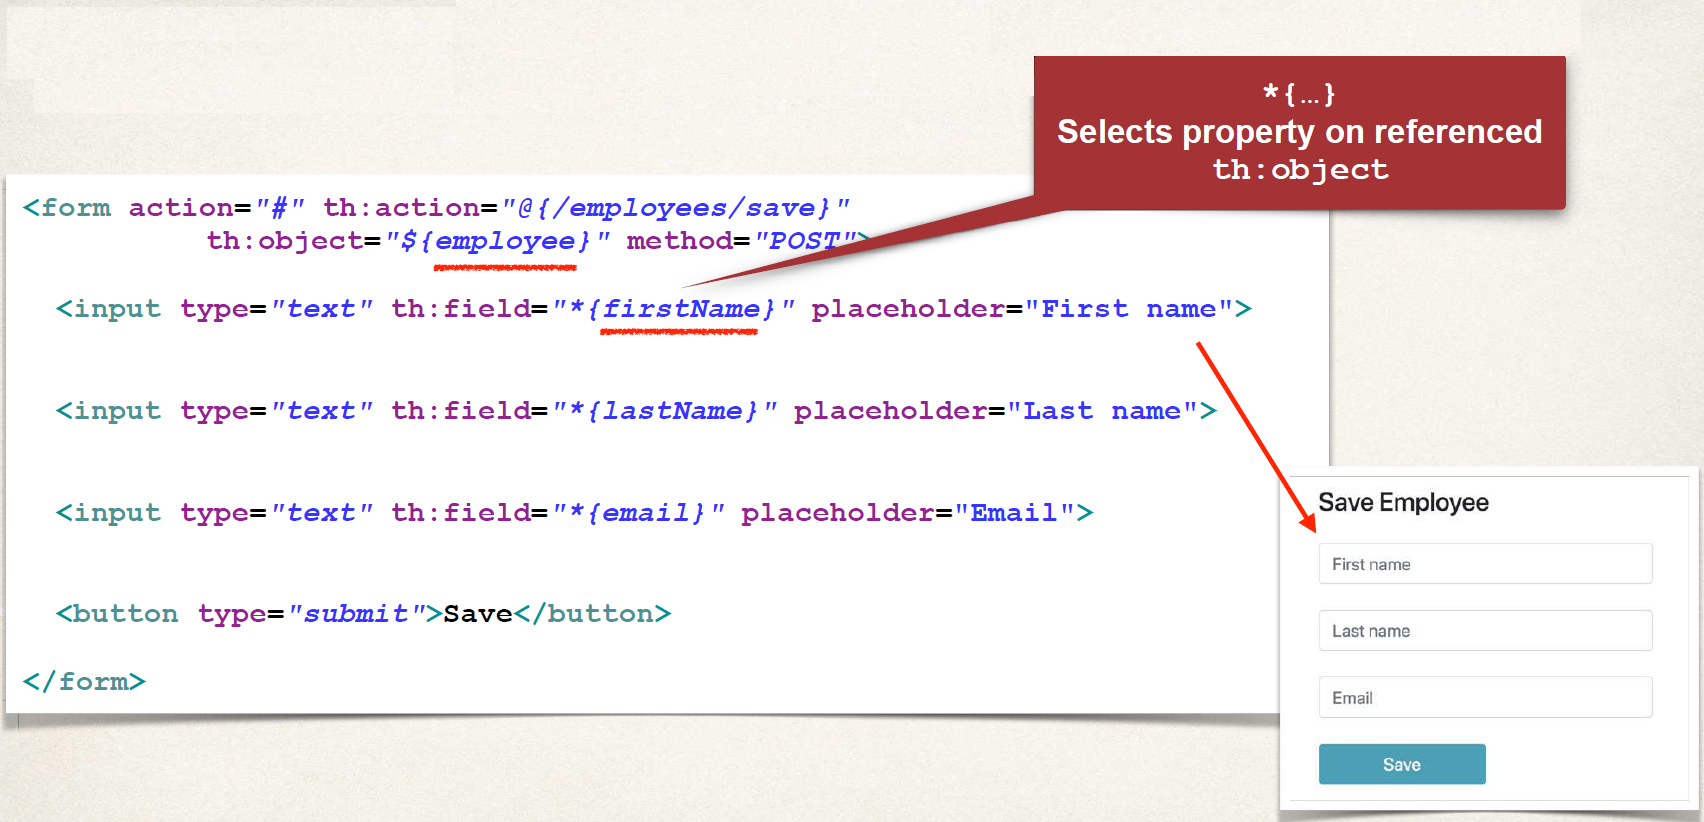 *{…}
Selects property on referenced
th:object
<form action="#" th:action="@{/employees/save}"
th:object="${employee}" method="POST">
<input type="text" th:field="*{firstName}" placeholder="First name">
<input type="text" th:field="*{lastName}" placeholder="Last name">
<input type="text" th:field="*{email}" placeholder="Email">
<button type="submit">Save</button>
</form>
Save Employee
First name
Last name
Email
Save